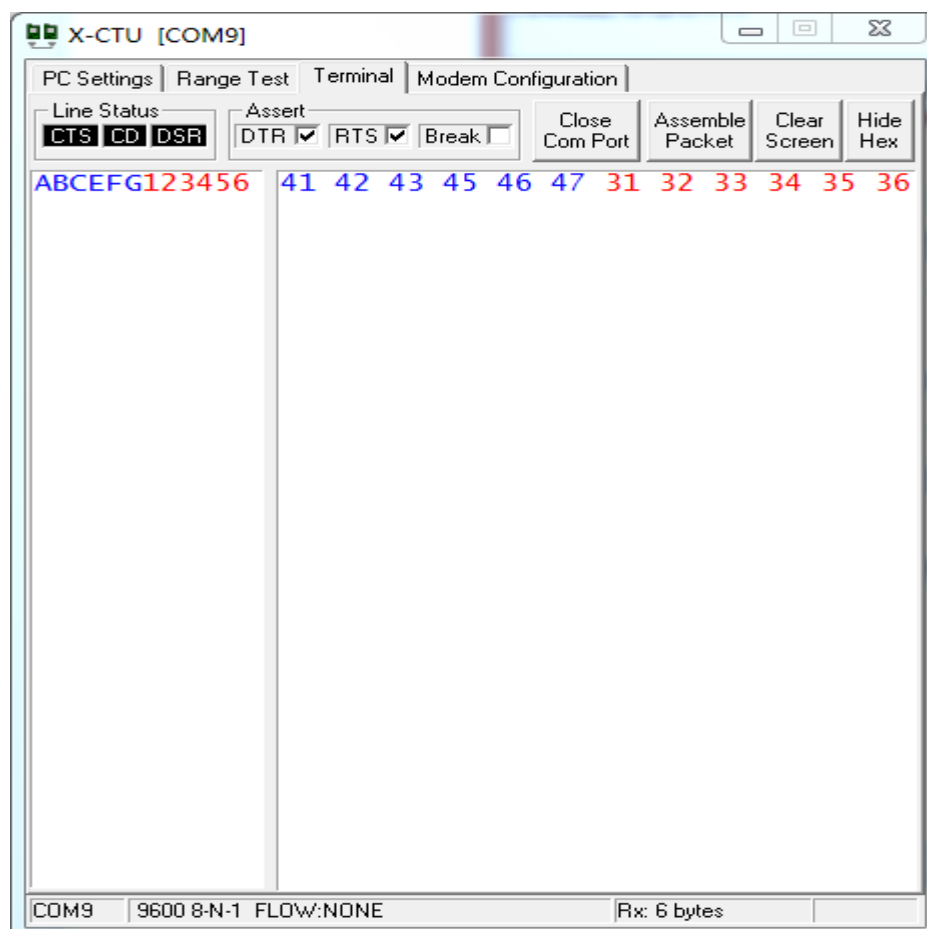 X-CTU [COM9]
PC Settings Range Test Terminal Modem Configuration
Line Status Assert
CTS CD DSR DTR RTS Break Close Com Port Assemble Packet Clear Screen Hide Hex
ABCEFG123456 41 42 43 45 46 47 31 32 33 34 35 36
COM9 9600 8-N-1 FLOW:NONE Rx: 6 bytes